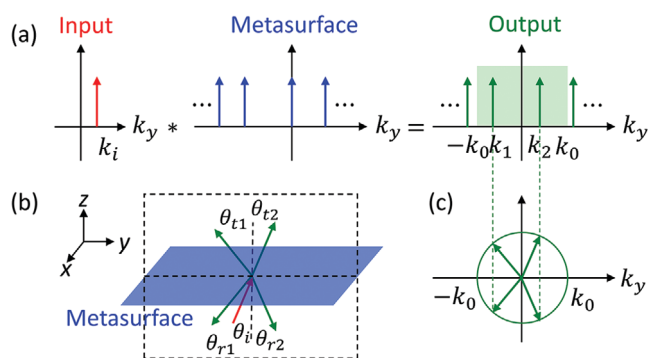 (a) Input Metasurface Output
... ... ... ...
k_i k_y * k_y = -k_0 k_1 k_2 k_0 k_y
(b) z y x θ_t1 θ_t2 (c)
Metasurface θ_r1 θ_i θ_r2 -k_0 k_0 k_y